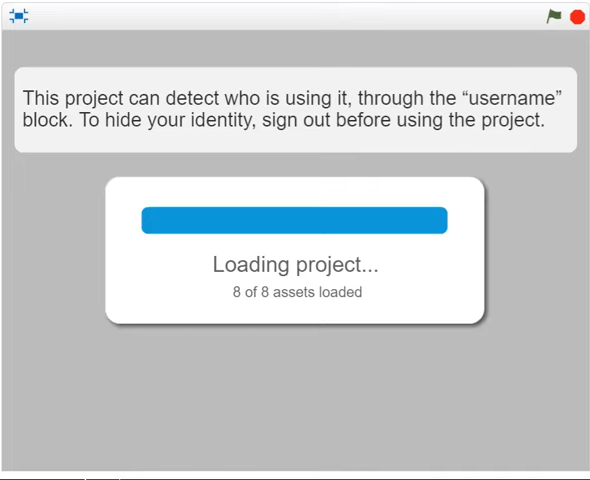 This project can detect who is using it, through the “username”
block. To hide your identity, sign out before using the project.
Loading project...
8 of 8 assets loaded